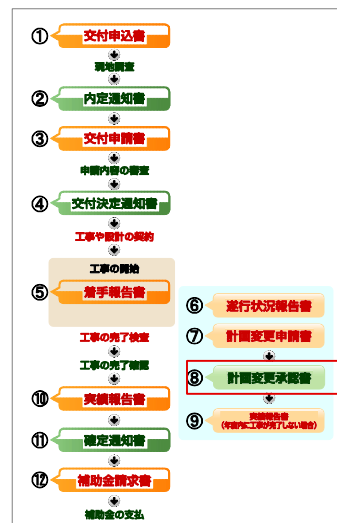 ① 交付申込書
現地調査
② 内定通知書
③ 交付申請書
申請内容の審査
④ 交付決定通知書
工事や設計の契約
工事の開始
⑤ 着手報告書
工事の完了検査
工事の完了確認
⑩ 実績報告書
⑪ 確定通知書
⑫ 補助金請求書
補助金の支払
⑥ 遂行状況報告書
⑦ 計画変更申請書
⑧ 計画変更承認書
⑨ 実績報告書
(年度内に工事が完了しない場合)